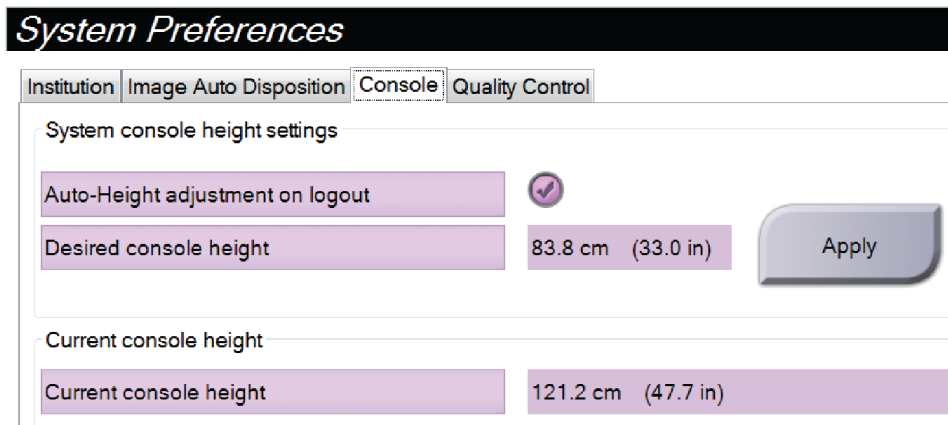 System Preferences
Institution Image Auto Disposition Console Quality Control
System console height settings
Auto-Height adjustment on logout
Desired console height 83.8 cm (33.0 in) Apply
Current console height
Current console height 121.2 cm (47.7 in)